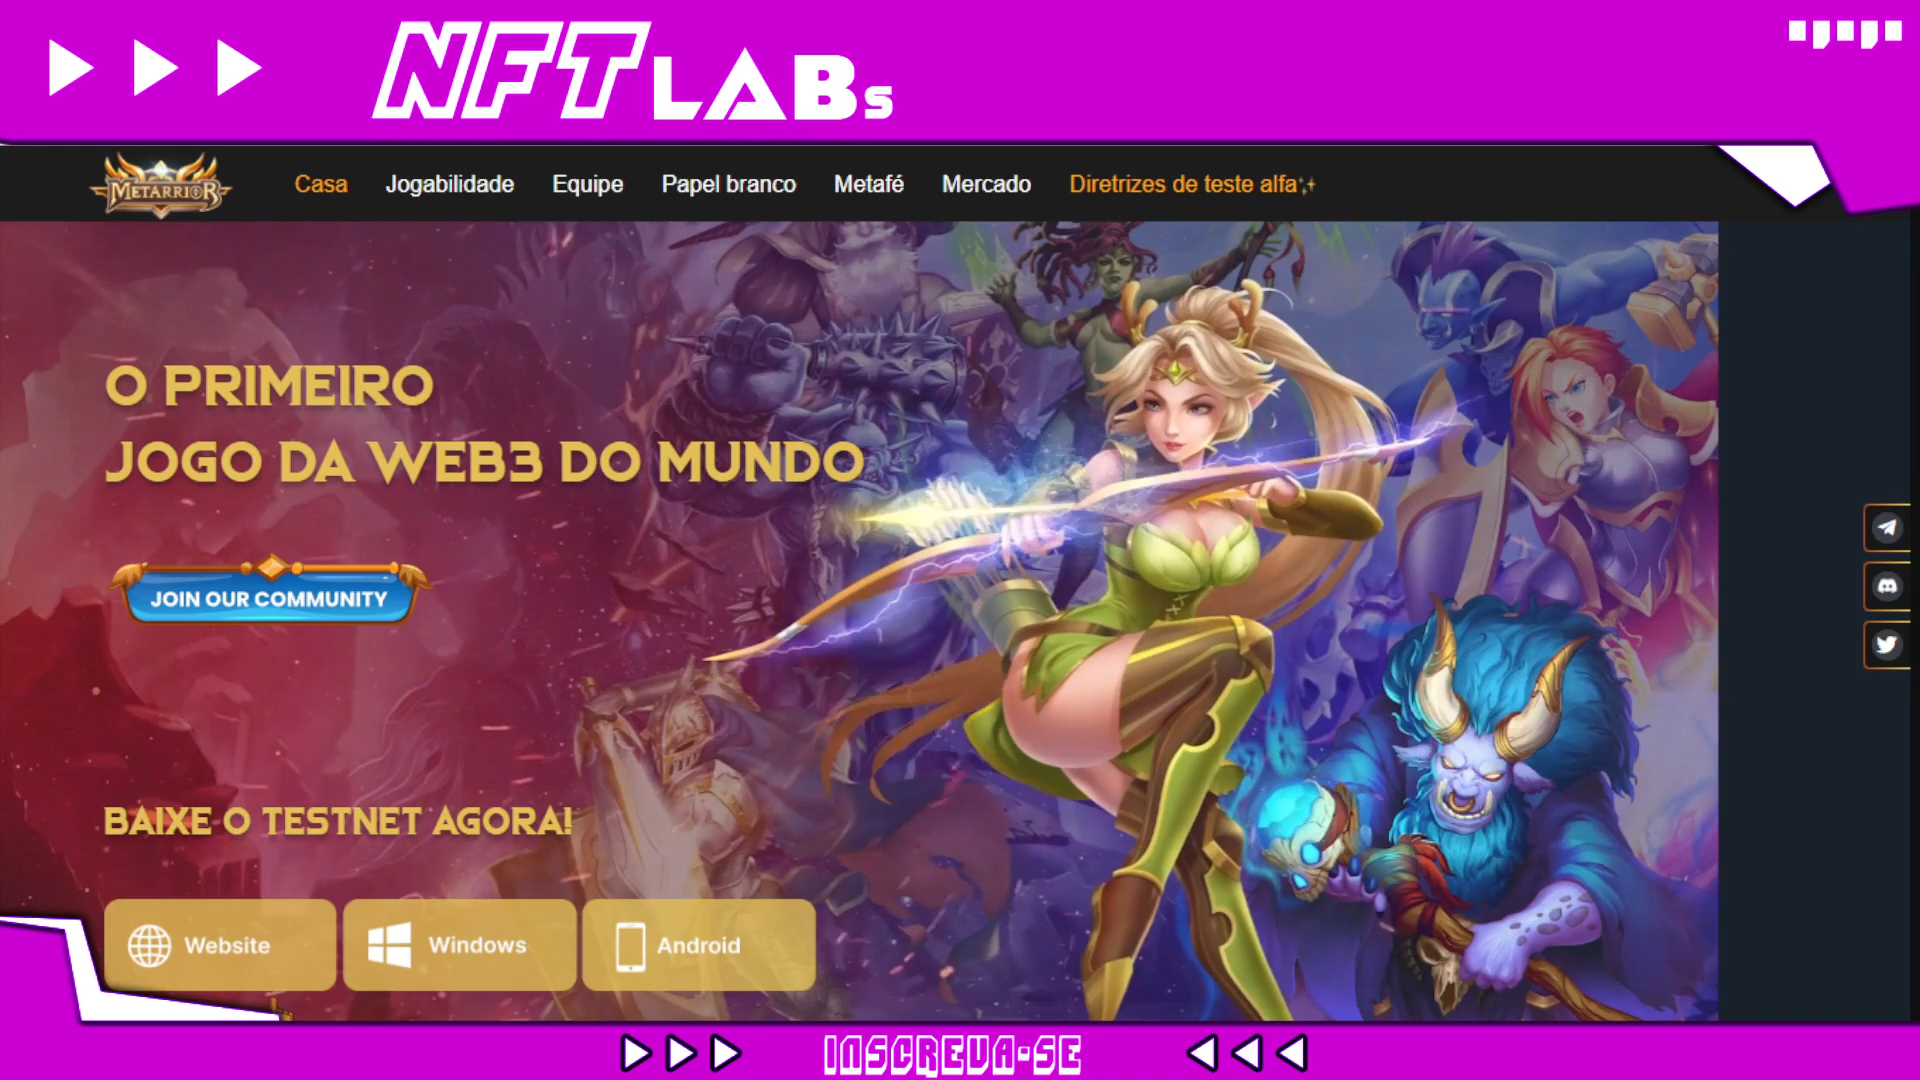 NFT LABs
METARRIOR
Casa Jogabilidade Equipe Papel branco Metafé Mercado Diretrizes de teste alfa✨
O PRIMEIRO
JOGO DA WEB3 DO MUNDO
JOIN OUR COMMUNITY
BAIXE O TESTNET AGORA!
Website Windows Android
INSCREVA-SE